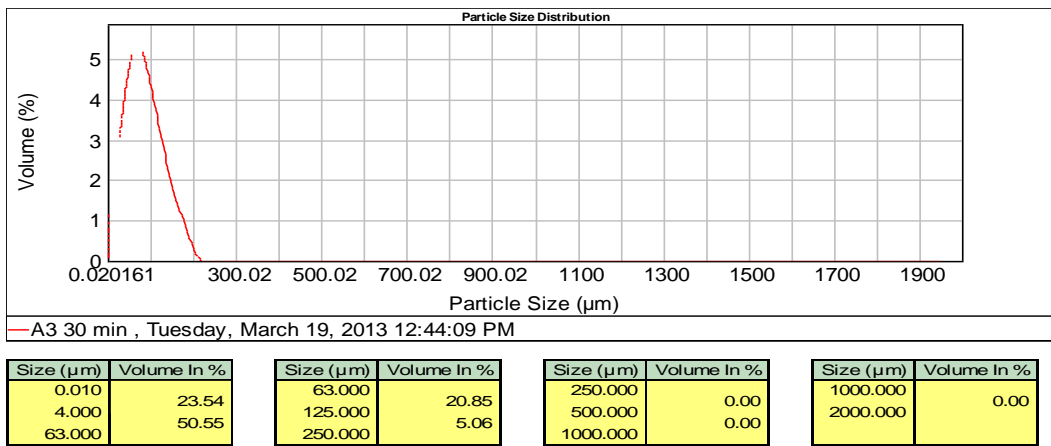 Particle Size Distribution
5
4
3
2
1
0
Volume (%)
0.020161 300.02 500.02 700.02 900.02 1100 1300 1500 1700 1900
Particle Size (µm)
A3 30 min , Tuesday, March 19, 2013 12:44:09 PM
Size (µm) Volume In %
0.010
23.54
4.000
50.55
63.000
Size (µm) Volume In %
63.000
20.85
125.000
5.06
250.000
Size (µm) Volume In %
250.000
0.00
500.000
0.00
1000.000
Size (µm) Volume In %
1000.000
0.00
2000.000